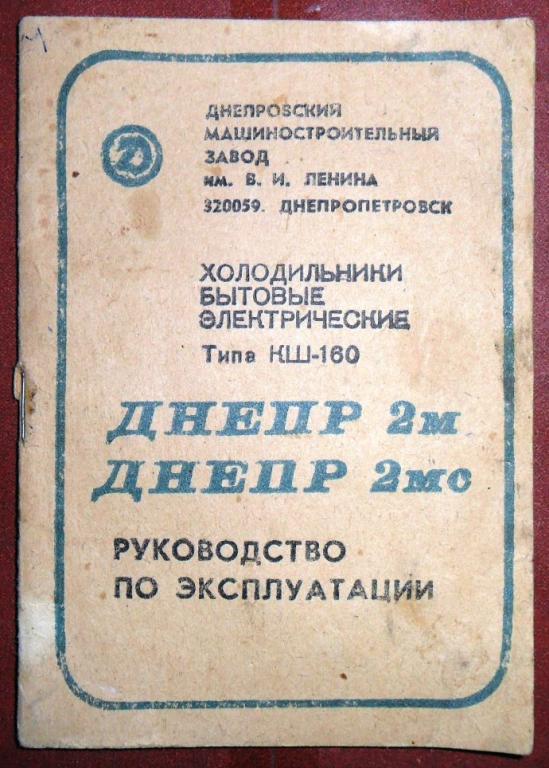 ДНЕПРОВСКИЙ
МАШИНОСТРОИТЕЛЬНЫЙ
ЗАВОД
им. В. И. ЛЕНИНА
320059. ДНЕПРОПЕТРОВСК
ХОЛОДИЛЬНИКИ
БЫТОВЫЕ
ЭЛЕКТРИЧЕСКИЕ
Типа КШ-160
ДНЕПР 2м
ДНЕПР 2мс
РУКОВОДСТВО
ПО ЭКСПЛУАТАЦИИ